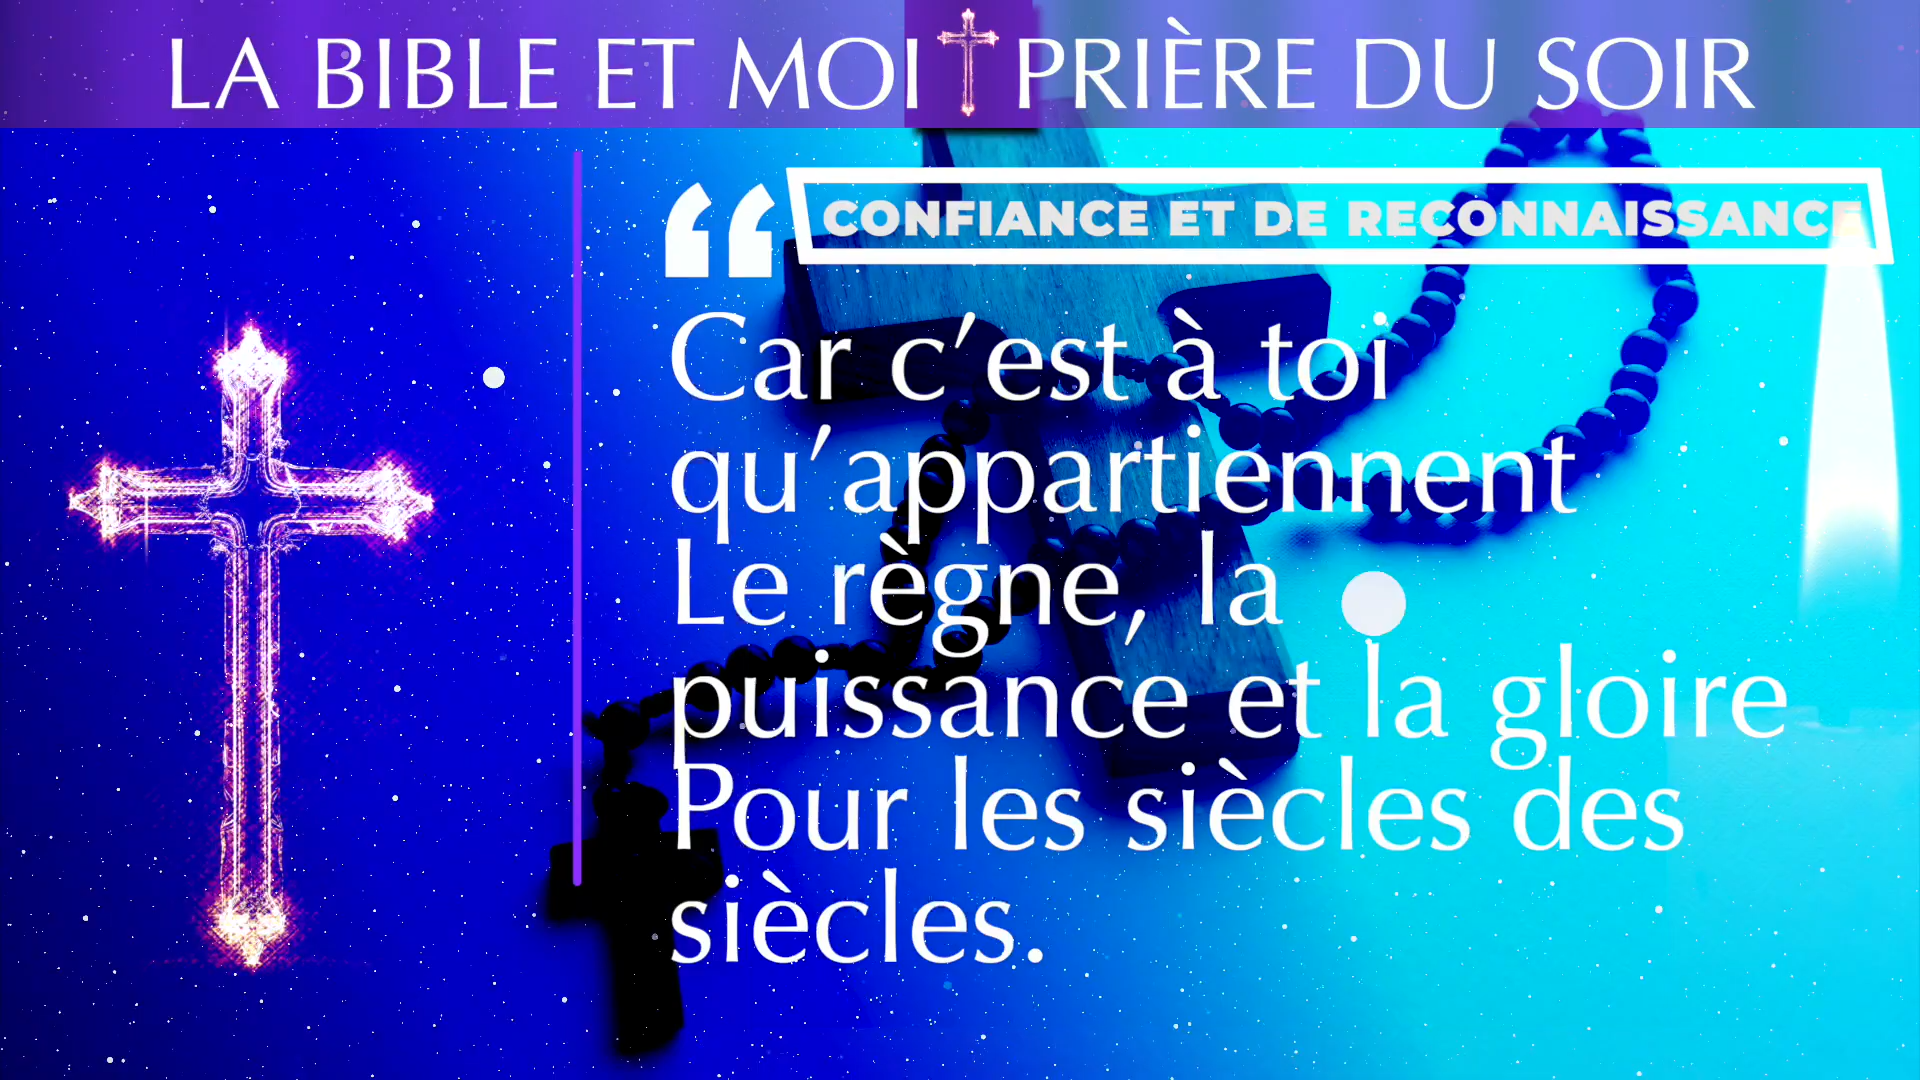 LA BIBLE ET MOI PRIÈRE DU SOIR
CONFIANCE ET DE RECONNAISSANCE
“
Car c’est à toi
qu’appartiennent
Le règne, la
puissance et la gloire
Pour les siècles des
siècles.